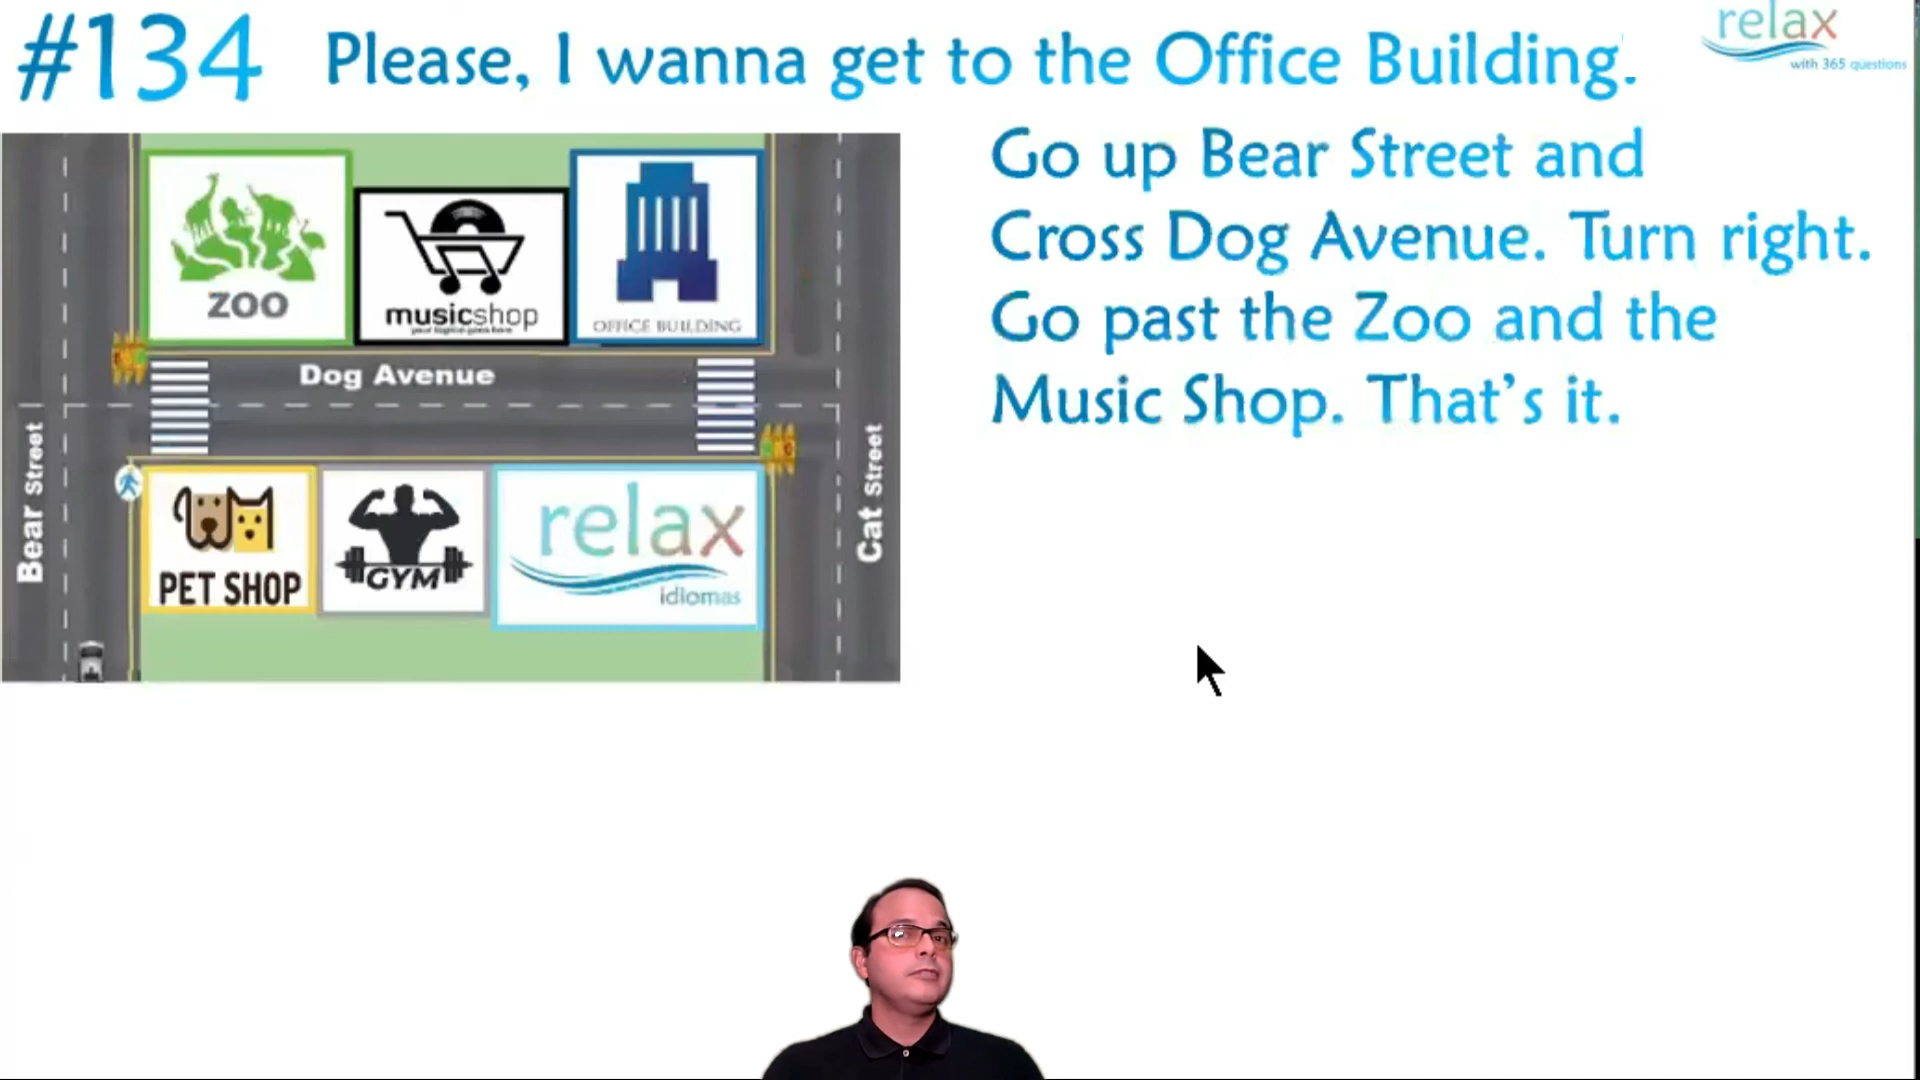 #134 Please, I wanna get to the Office Building.
relax
with 365 questions
Go up Bear Street and
Cross Dog Avenue. Turn right.
Go past the Zoo and the
Music Shop. That's it.
ZOO
musicshop
OFFICE BUILDING
Dog Avenue
Bear Street
Cat Street
PET SHOP
GYM
relax
idiomas